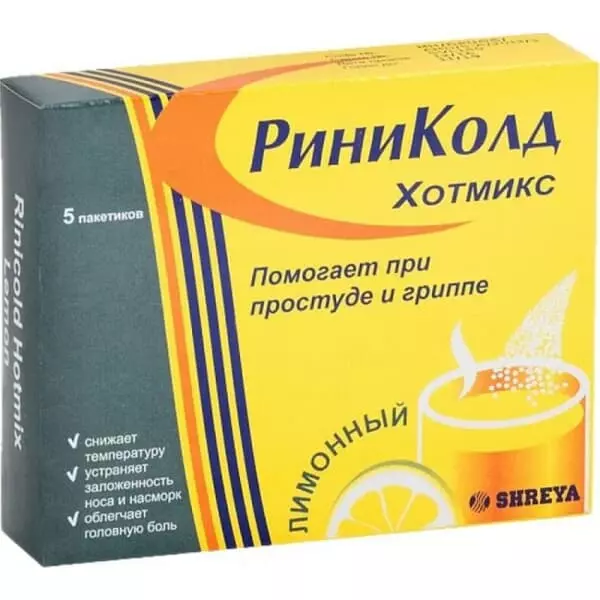 РиниКолд
Хотмикс
5 пакетиков
Помогает при
простуде и гриппе
ЛИМОННЫЙ
√ снижает
температуру
√ устраняет
заложенность
носа и насморк
√ облегчает
головную боль
SHREYA
Rinicold Hotmix
Lemon